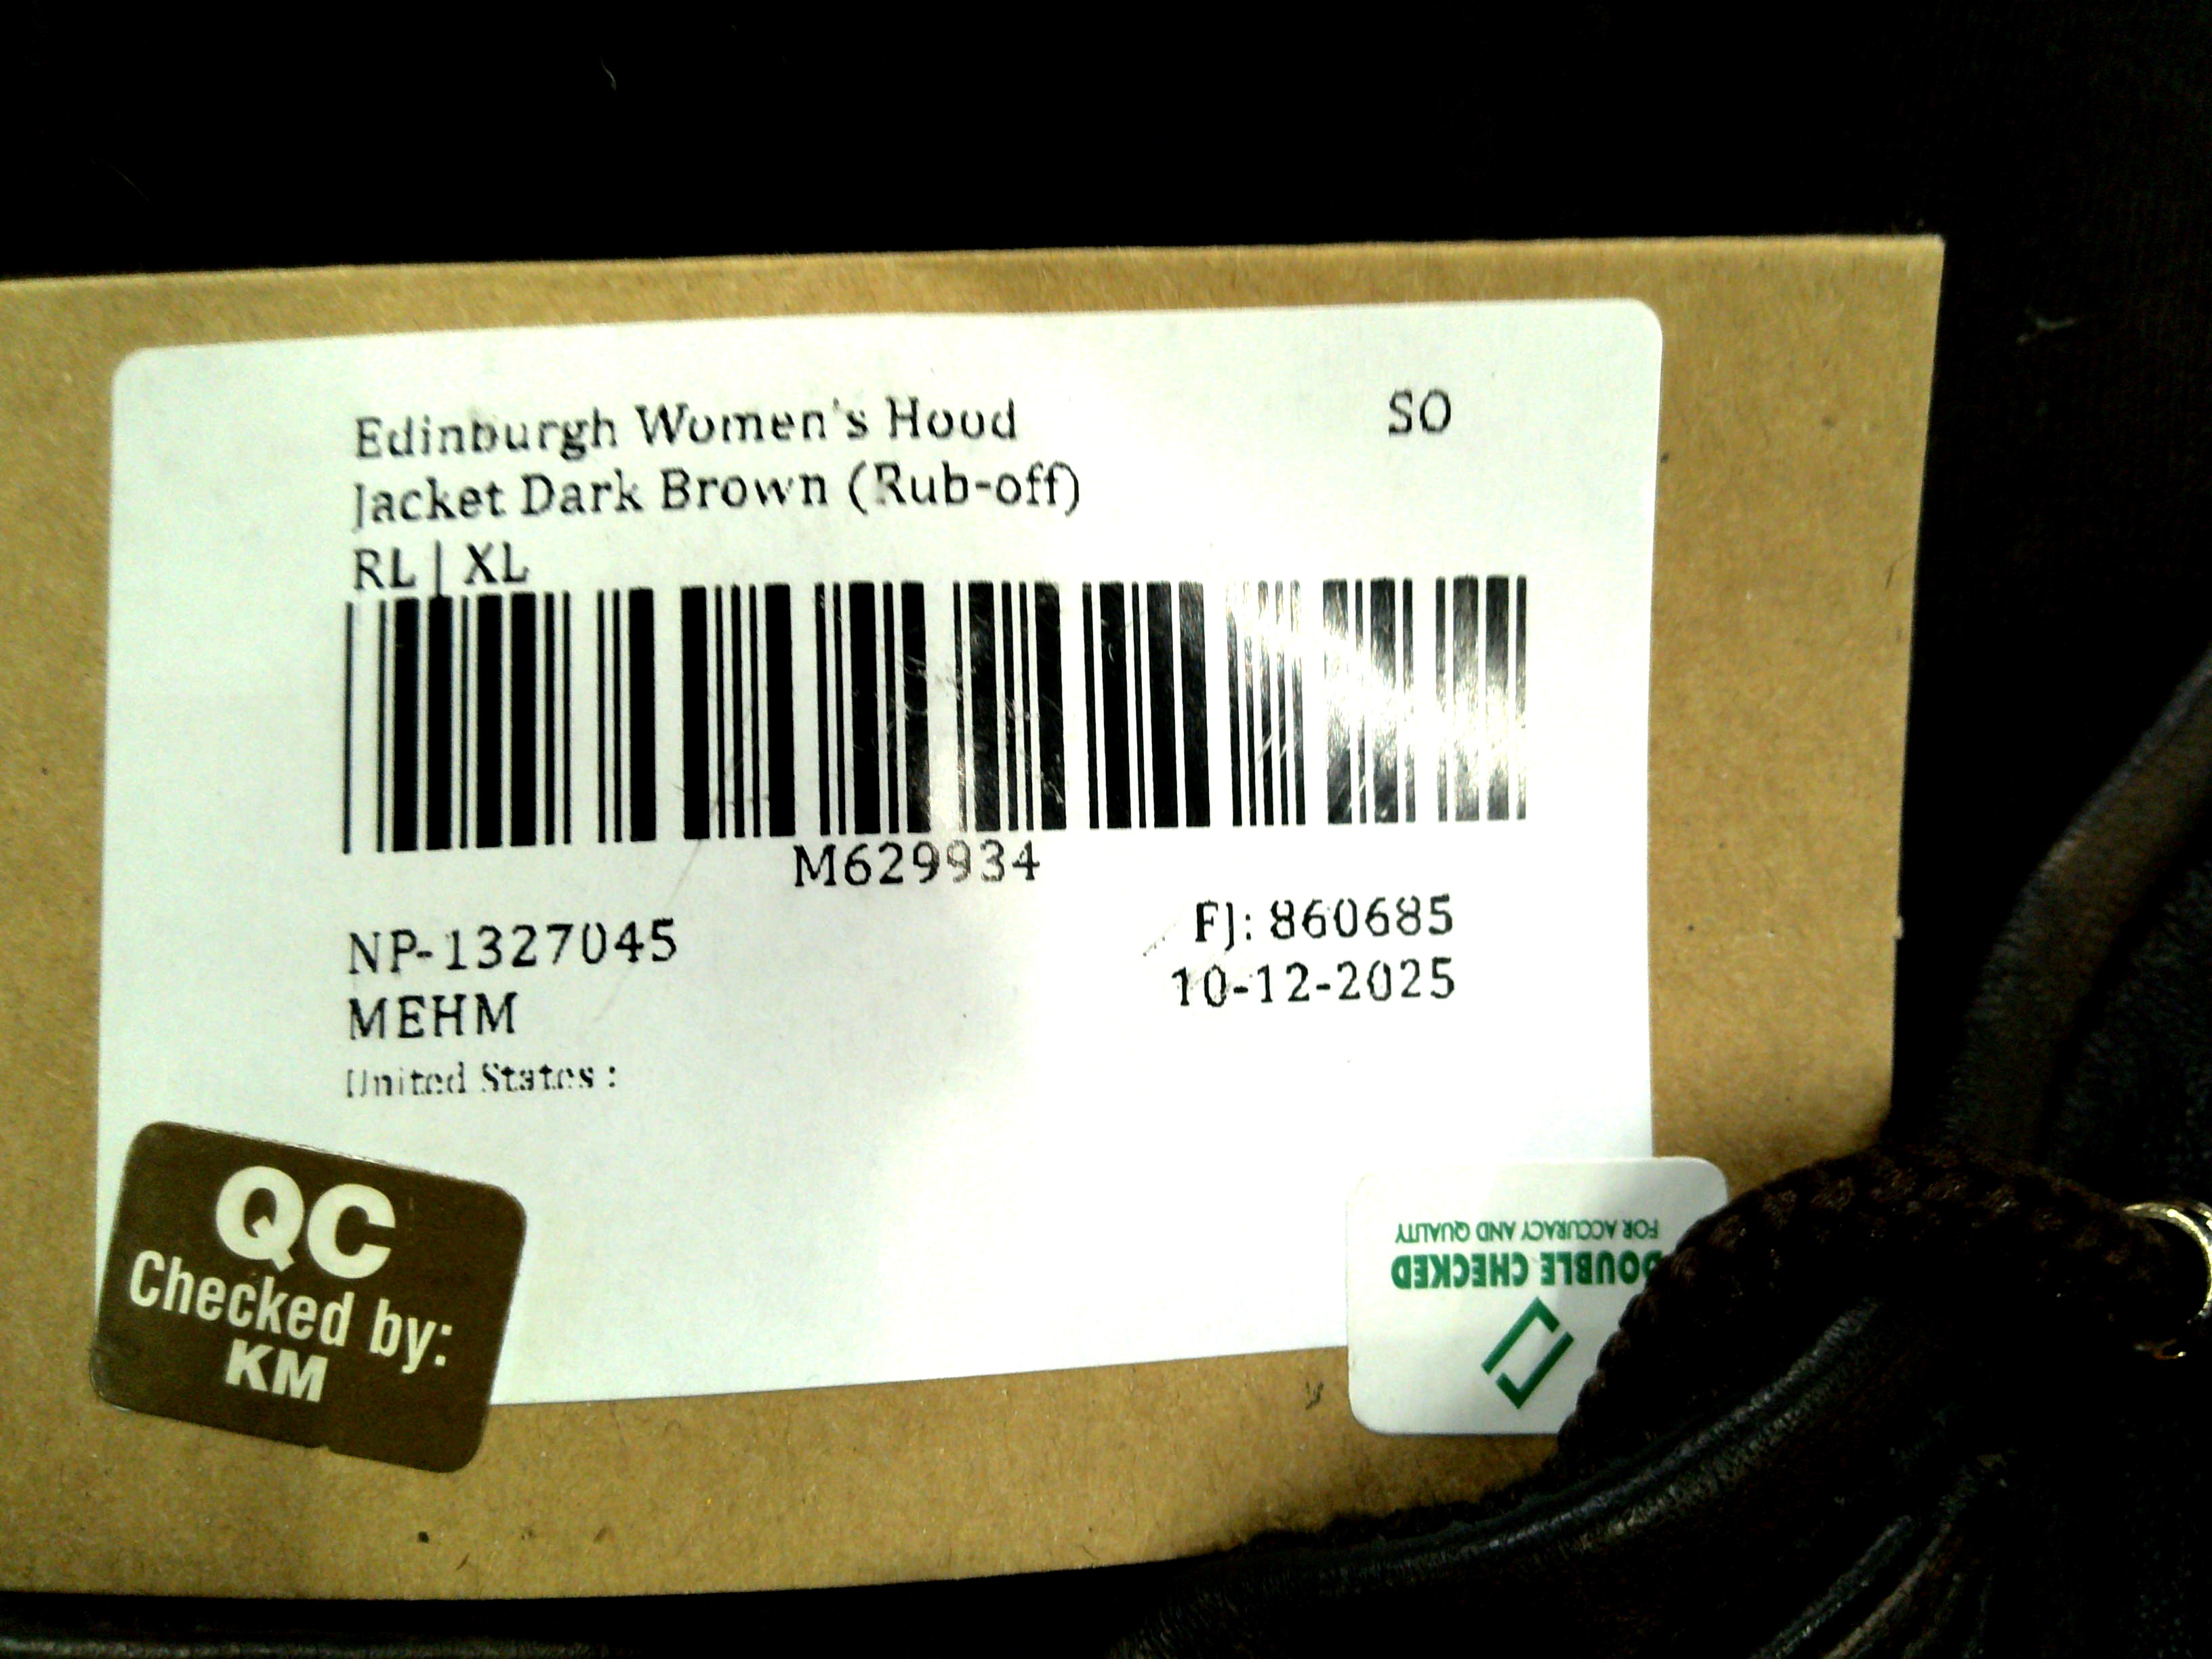 Edinburgh Women's Hood
SO
Jacket Dark Brown (Rub-off)
RL | XL
M629934
NP-1327045
FJ: 860685
MEHM
10-12-2025
United States :
QC
Checked by:
KM
DOUBLE CHECKED
FOR ACCURACY AND QUALITY